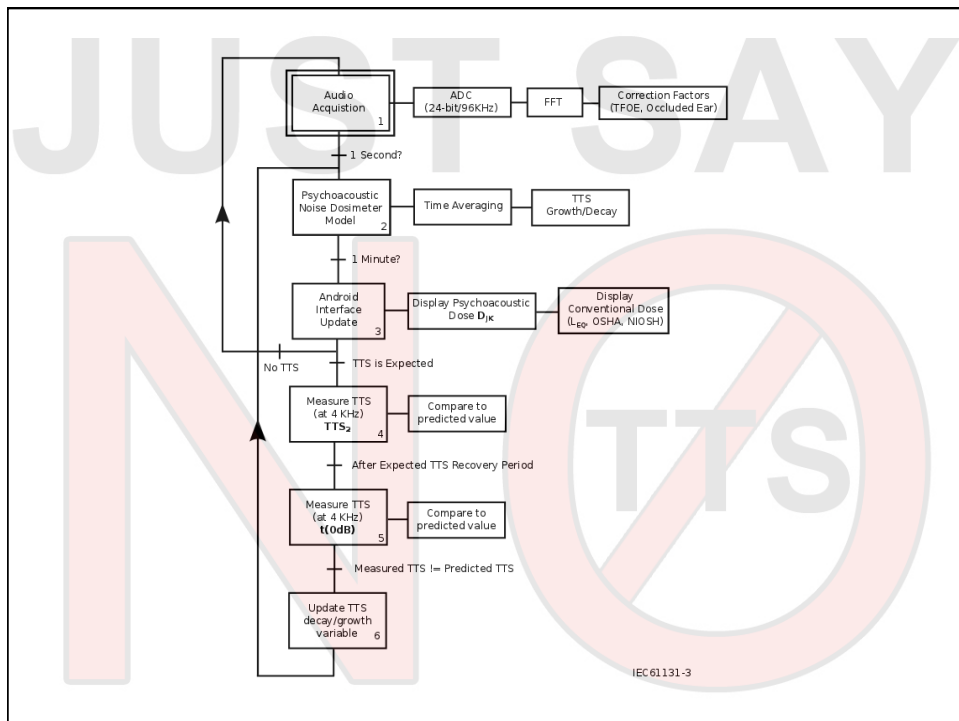 JUST SAY
NO
TTS
Audio
Acquistion
1
ADC
(24-bit/96KHz)
FFT
Correction Factors
(TFOE, Occluded Ear)
1 Second?
Psychoacoustic
Noise Dosimeter
Model
2
Time Averaging
TTS
Growth/Decay
1 Minute?
Android
Interface
Update
3
Display Psychoacoustic
Dose DJK
Display
Conventional Dose
(LEQ, OSHA, NIOSH)
No TTS
TTS is Expected
Measure TTS
(at 4 KHz)
TTS2
4
Compare to
predicted value
After Expected TTS Recovery Period
Measure TTS
(at 4 KHz)
t(0dB)
5
Compare to
predicted value
Measured TTS != Predicted TTS
Update TTS
decay/growth
variable
6
IEC61131-3